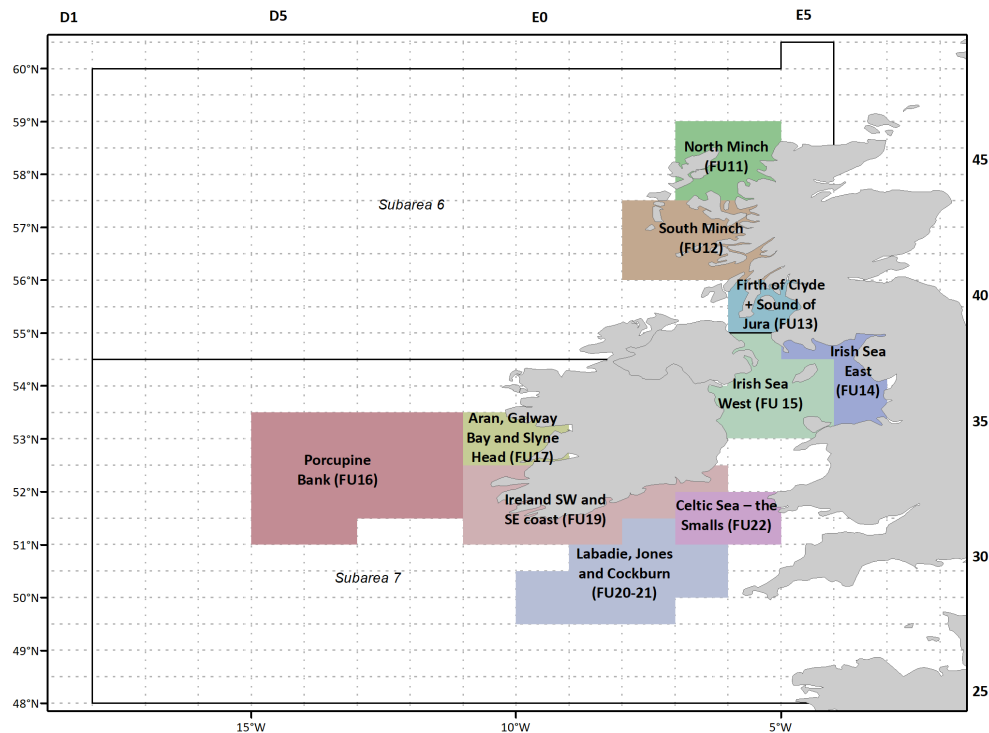 D1
D5
E0
E5
60°N
59°N
58°N
57°N
56°N
55°N
54°N
53°N
52°N
51°N
50°N
49°N
48°N
45
40
35
30
25
North Minch
(FU11)
Subarea 6
South Minch
(FU12)
Firth of Clyde
+ Sound of
Jura (FU13)
Irish Sea
East
(FU14)
Irish Sea
West (FU 15)
Aran, Galway
Bay and Slyne
Head (FU17)
Porcupine
Bank (FU16)
Ireland SW and
SE coast (FU19)
Celtic Sea – the
Smalls (FU22)
Labadie, Jones
and Cockburn
(FU20-21)
Subarea 7
15°W
10°W
5°W